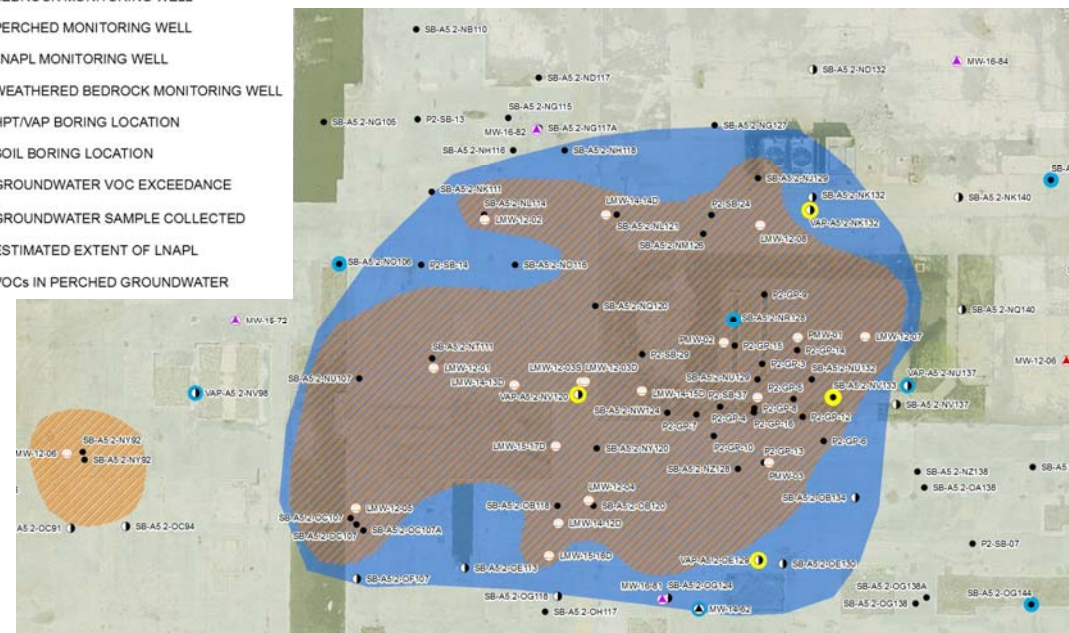 PERCHED MONITORING WELL
LNAPL MONITORING WELL
WEATHERED BEDROCK MONITORING WELL
HPT/VAP BORING LOCATION
SOIL BORING LOCATION
GROUNDWATER VOC EXCEEDANCE
GROUNDWATER SAMPLE COLLECTED
ESTIMATED EXTENT OF LNAPL
VOCs IN PERCHED GROUNDWATER
SB-A5:2-NB110
SB-A5:2-ND132
MW-16-84
SB-A5:2-ND117
SB-A5:2-NG105
P2-SB-13
SB-A5:2-NG115
MW-16-82
SB-A5:2-NG117A
SB-A5:2-NG127
SB-A5:2-NH116
SB-A5:2-NH118
SB-A5:2-NJ129
SB-A5:2-NK111
SB-A5:2-NK132
SB-A5:2-NK140
SB-A5:2-NL114
LMW-14-14D
P2-SB-24
LMW-12-02
SB-A5:2-NL121
VAP-A5:2-NK132
SB-A5:2-NM126
LMW-12-08
SB-A5:2-NO106
P2-SB-14
SB-A5:2-NO116
P2-GP-9
SB-A5:2-NQ120
SB-A5:2-NQ140
MW-15-72
SB-A5:2-NR128
PMW-02
P2-GP-15
PMW-01
LMW-12-07
P2-GP-14
SB-A5:2-NT111
P2-SB-29
P2-GP-3
MW-12-06
LMW-12-01
LMW-12-03S
LMW-12-03D
SB-A5:2-NU107
LMW-14-13D
SB-A5:2-NU129
SB-A5:2-NU132
VAP-A5:2-NU137
P2-GP-5
SB-A5:2-NV133
VAP-A5:2-NV98
VAP-A5:2-NV120
LMW-14-15D
P2-SB-37
P2-GP-8
SB-A5:2-NV137
SB-A5:2-NW124
P2-GP-7
P2-GP-4
P2-GP-16
P2-GP-12
SB-A5:2-NY92
MW-12-06
SB-A5:2-NY92
LMW-15-17D
SB-A5:2-NY120
P2-GP-10
P2-GP-6
P2-GP-13
SB-A5:2-NZ128
PMW-03
SB-A5:2-NZ138
SB-A5:2-OA138
LMW-12-04
SB-A5:2-OB134
LMW-12-05
SB-A5:2-OB118
SB-A5:2-OB120
SB-A5:2-OC107
A5:2-OC91
SB-A5:2-OC94
SB-A5:2-OC107
SB-A5:2-OC107A
LMW-14-12D
P2-SB-07
LMW-15-16D
VAP-A5:2-OE129
SB-A5:2-OE130
SB-A5:2-OE113
SB-A5:2-OF107
MW-16-81
SB-A5:2-OG124
SB-A5:2-OG138A
SB-A5:2-OG118
SB-A5:2-OG138
SB-A5:2-OG144
SB-A5:2-OH117
MW-14-62